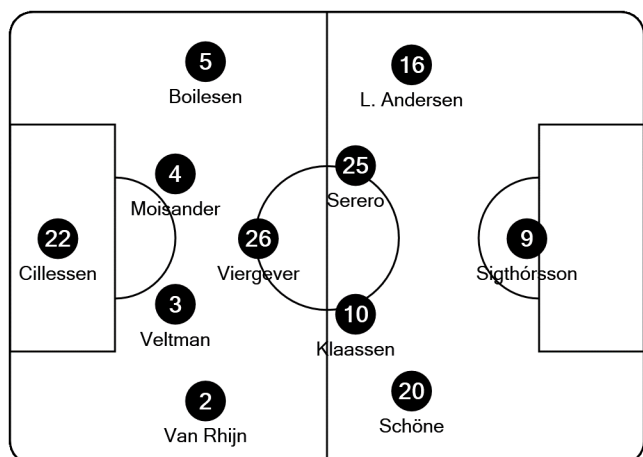 5
Boilesen
16
L. Andersen
4
Moisander
25
Serero
22
Cillessen
26
Viergever
9
Sigthórsson
3
Veltman
10
Klaassen
2
Van Rhijn
20
Schöne